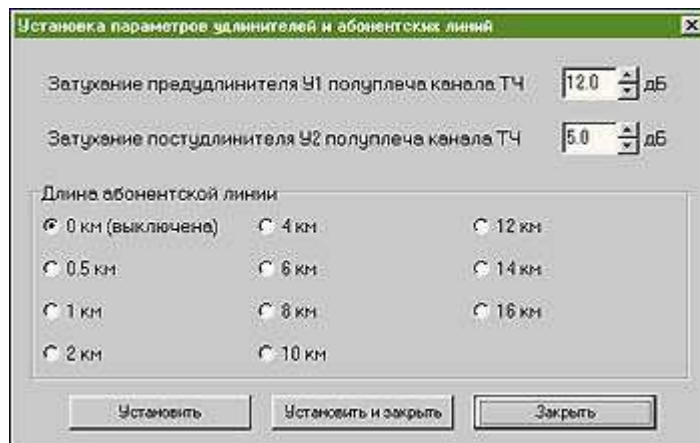 Установка параметров удлинителей и абонентских линий
Затухание предудлинителя У1 полуплеча канала ТЧ 12.0 дБ
Затухание постудлинителя У2 полуплеча канала ТЧ 5.0 дБ
Длина абонентской линии
0 км (выключена) 4 км 12 км
0.5 км 6 км 14 км
1 км 8 км 16 км
2 км 10 км
Установить Установить и закрыть Закрыть